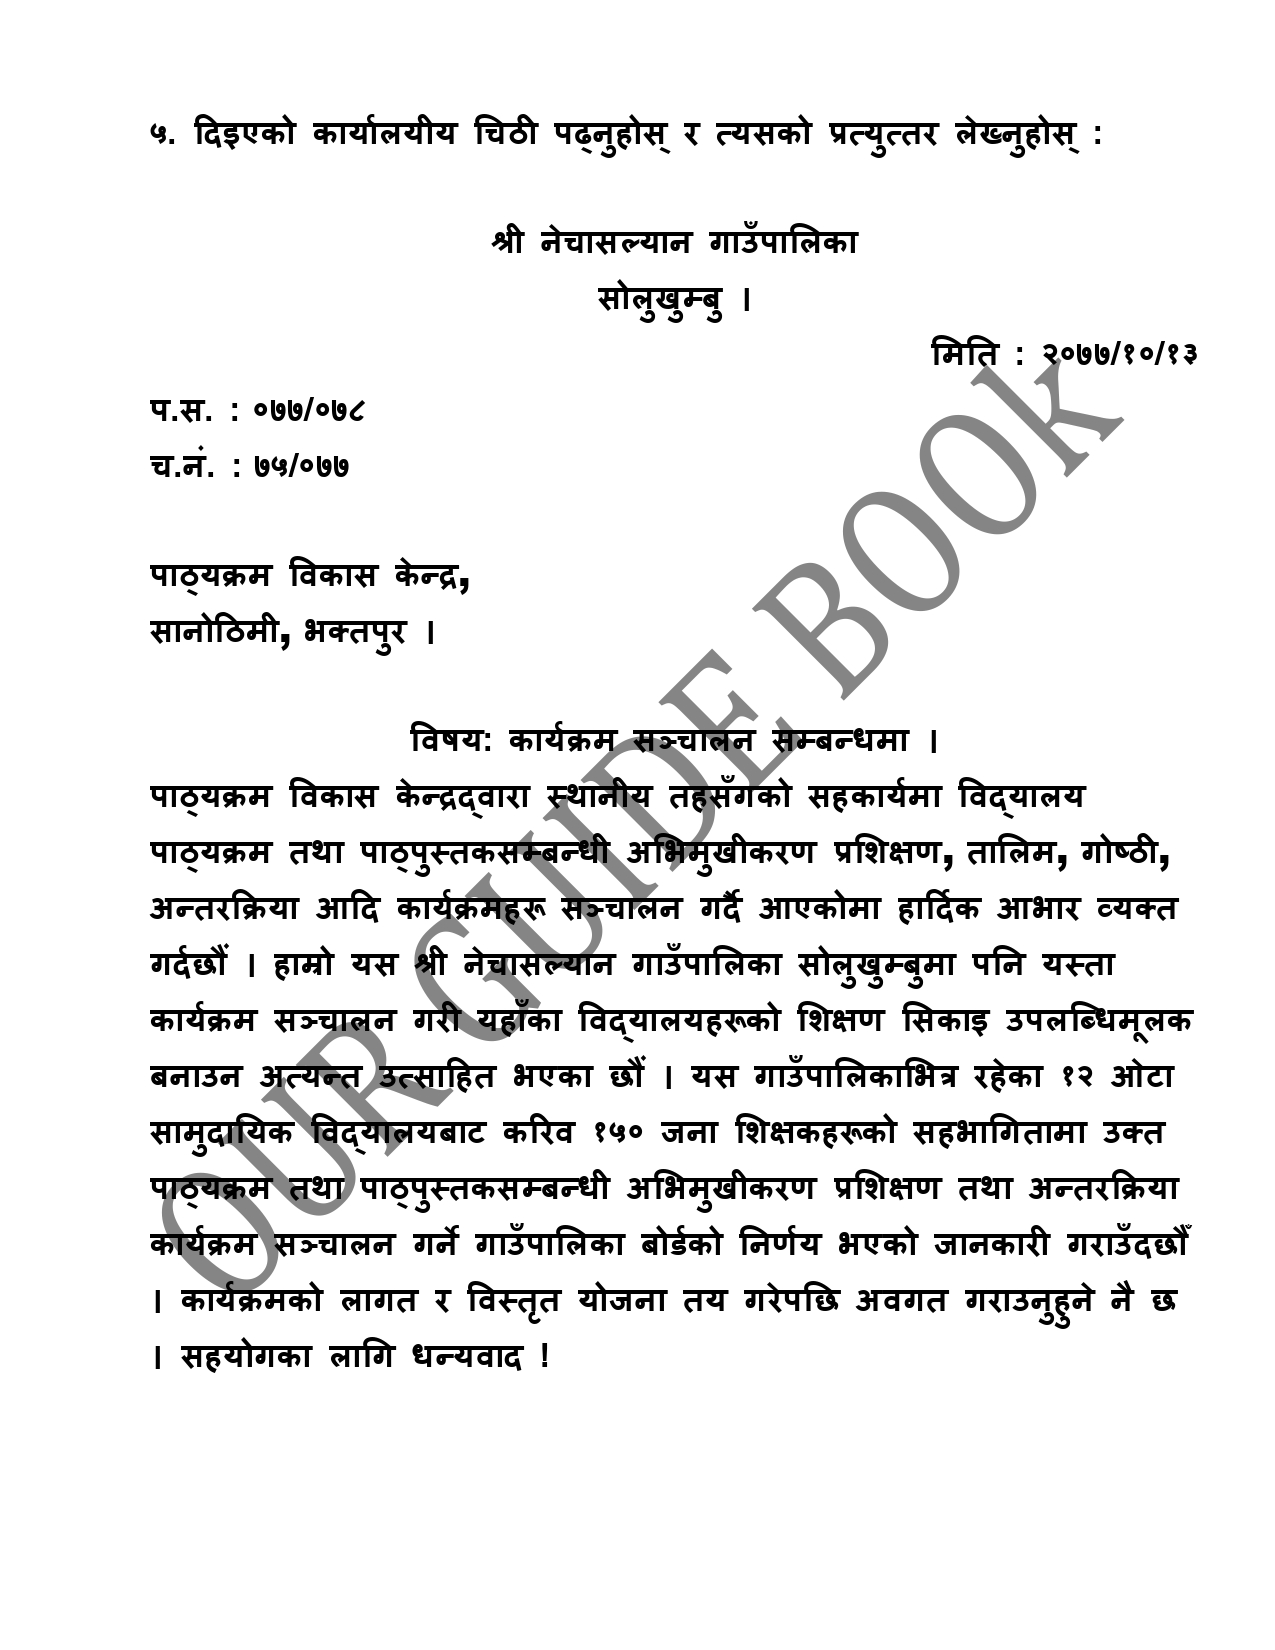 ५. दिइएको कार्यालयीय चिठी पढ्नुहोस् र त्यसको प्रत्युत्तर लेख्नुहोस् :
श्री नेचासल्यान गाउँपालिका
सोलुखुम्बु ।
मिति : २०७७/१०/१३
प.स. : ०७७/०७८
च.नं. : ७५/०७७
पाठ्यक्रम विकास केन्द्र,
सानोठिमी, भक्तपुर ।
विषय: कार्यक्रम सञ्चालन सम्बन्धमा ।
पाठ्यक्रम विकास केन्द्रद्वारा स्थानीय तहसँगको सहकार्यमा विद्यालय
पाठ्यक्रम तथा पाठ्पुस्तकसम्बन्धी अभिमुखीकरण प्रशिक्षण, तालिम, गोष्ठी,
अन्तरक्रिया आदि कार्यक्रमहरू सञ्चालन गर्दै आएकोमा हार्दिक आभार व्यक्त
गर्दछौं । हाम्रो यस श्री नेचासल्यान गाउँपालिका सोलुखुम्बुमा पनि यस्ता
कार्यक्रम सञ्चालन गरी यहाँका विद्यालयहरूको शिक्षण सिकाइ उपलब्धिमूलक
बनाउन अत्यन्त उत्साहित भएका छौं । यस गाउँपालिकाभित्र रहेका १२ ओटा
सामुदायिक विद्यालयबाट करिव १५० जना शिक्षकहरूको सहभागितामा उक्त
पाठ्यक्रम तथा पाठ्पुस्तकसम्बन्धी अभिमुखीकरण प्रशिक्षण तथा अन्तरक्रिया
कार्यक्रम सञ्चालन गर्ने गाउँपालिका बोर्डको निर्णय भएको जानकारी गराउँदछौँ
। कार्यक्रमको लागत र विस्तृत योजना तय गरेपछि अवगत गराउनुहुने नै छ
। सहयोगका लागि धन्यवाद !
OUR GUIDE BOOk